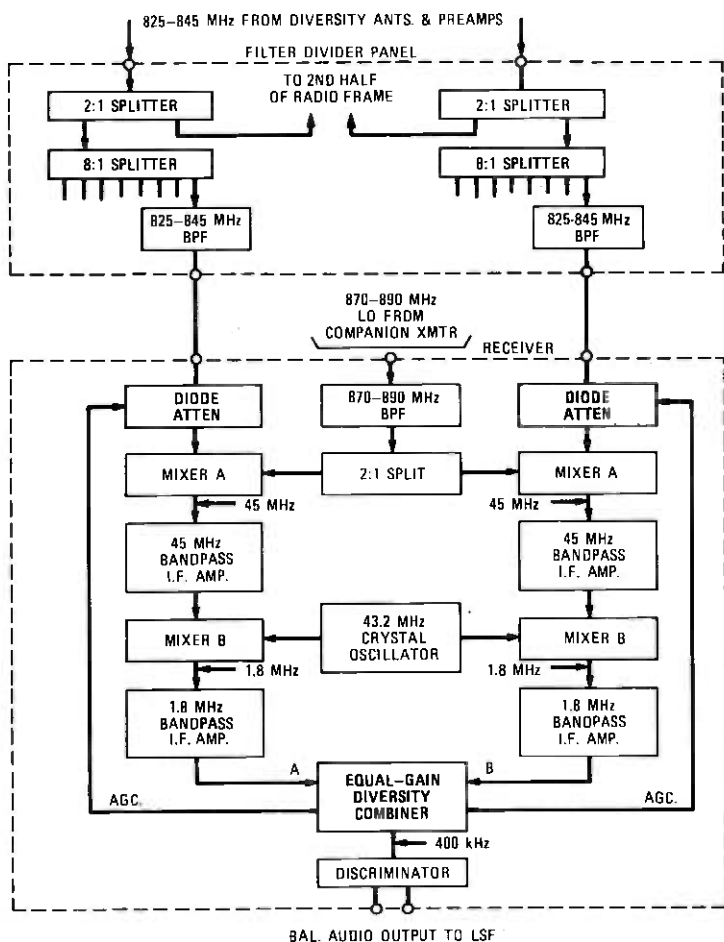 825–845 MHz FROM DIVERSITY ANTS. & PREAMPS
FILTER DIVIDER PANEL
TO 2ND HALF
OF RADIO FRAME
2:1 SPLITTER
2:1 SPLITTER
8:1 SPLITTER
8:1 SPLITTER
825–845 MHz
BPF
825-845 MHz
BPF
870–890 MHz
LO FROM
COMPANION XMTR
RECEIVER
DIODE
ATTEN
870–890 MHz
BPF
DIODE
ATTEN
MIXER A
2:1 SPLIT
MIXER A
45 MHz
45 MHz
45 MHz
BANDPASS
I.F. AMP.
45 MHz
BANDPASS
I.F. AMP.
MIXER B
43.2 MHz
CRYSTAL
OSCILLATOR
MIXER B
1.8 MHz
1.8 MHz
1.8 MHz
BANDPASS
I.F. AMP.
1.8 MHz
BANDPASS
I.F. AMP.
A
B
EQUAL–GAIN
DIVERSITY
COMBINER
AGC.
AGC.
400 kHz
DISCRIMINATOR
BAL. AUDIO OUTPUT TO LSF